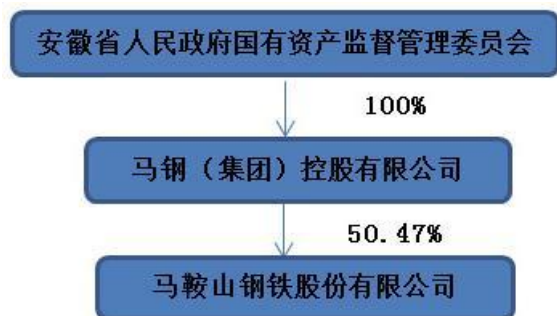 安徽省人民政府国有资产监督管理委员会
100%
马钢（集团）控股有限公司
50.47%
马鞍山钢铁股份有限公司